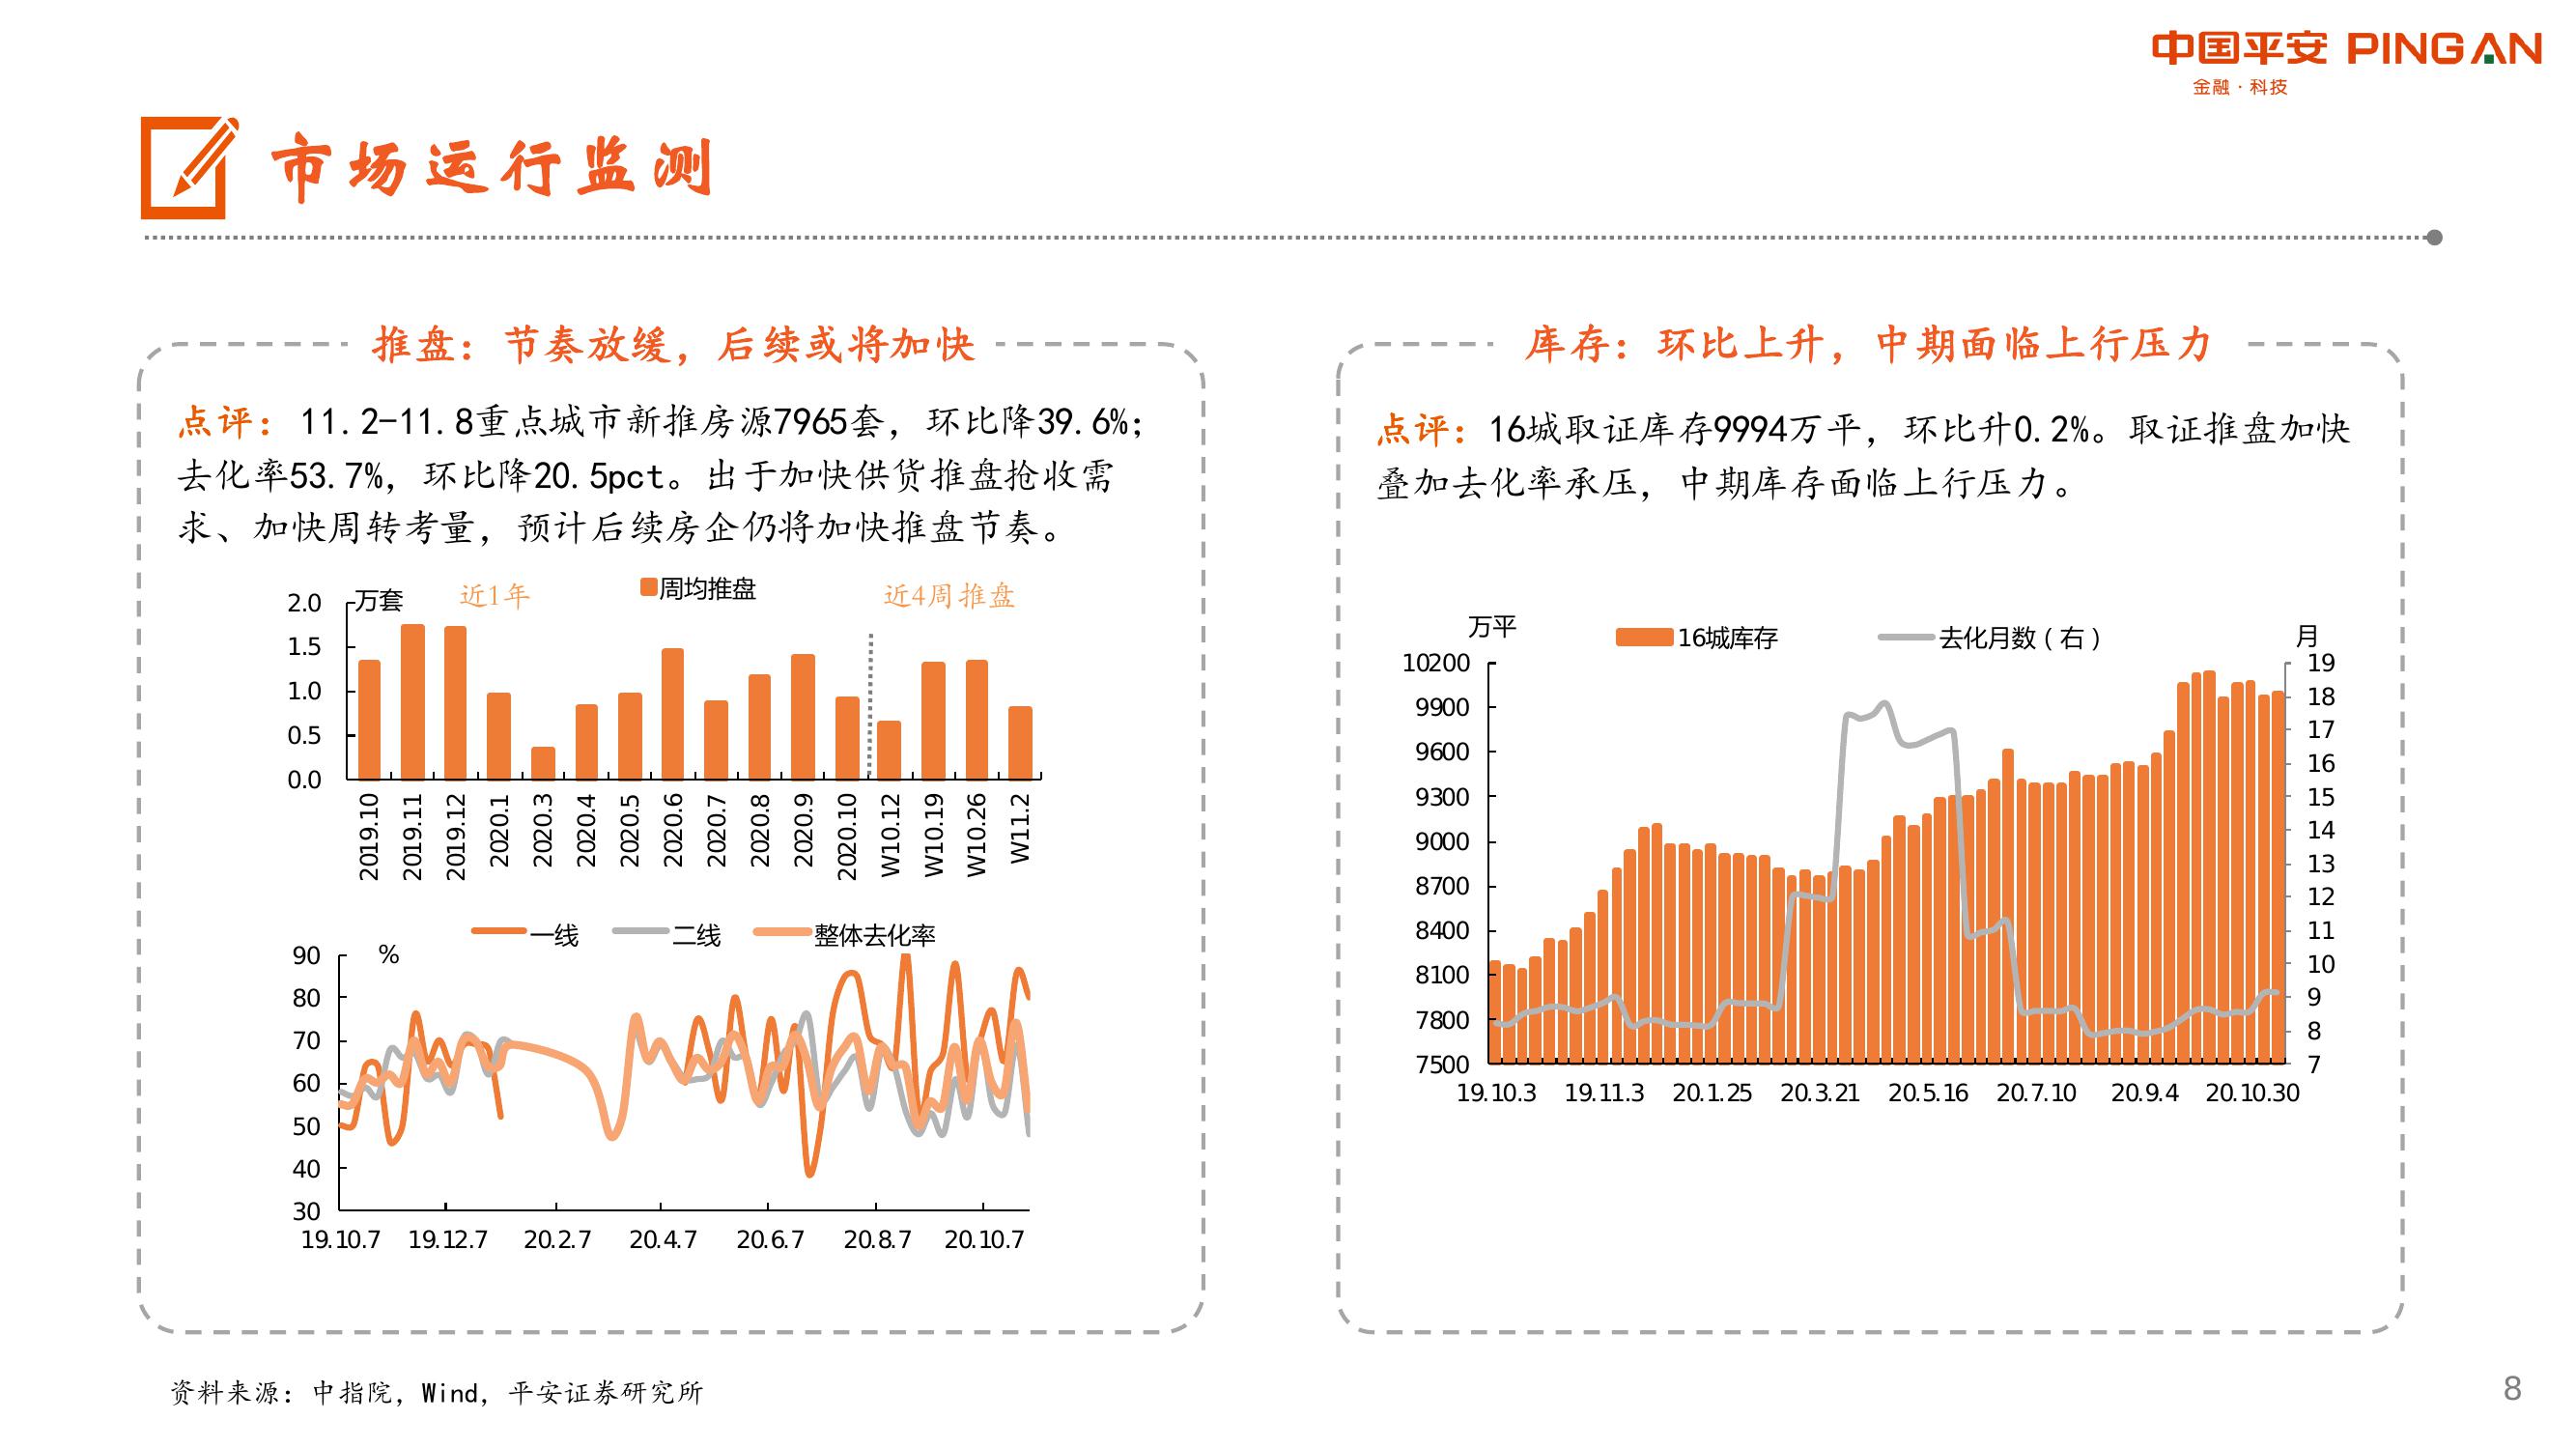 中国平安 PINGAN
金融·科技
市场运行监测
推盘：节奏放缓，后续或将加快
点评：11.2-11.8重点城市新推房源7965套，环比降39.6%；
去化率53.7%，环比降20.5pct。出于加快供货推盘抢收需
求、加快周转考量，预计后续房企仍将加快推盘节奏。
万套
近1年
周均推盘
近4周推盘
2.0
1.5
1.0
0.5
0.0
2019.10
2019.11
2019.12
2020.1
2020.3
2020.4
2020.5
2020.6
2020.7
2020.8
2020.9
2020.10
W10.12
W10.19
W10.26
W11.2
一线
二线
整体去化率
%
90
80
70
60
50
40
30
19.10.7
19.12.7
20.2.7
20.4.7
20.6.7
20.8.7
20.10.7
库存：环比上升，中期面临上行压力
点评：16城取证库存9994万平，环比升0.2%。取证推盘加快
叠加去化率承压，中期库存面临上行压力。
万平
16城库存
去化月数（右）
月
10200
9900
9600
9300
9000
8700
8400
8100
7800
7500
19
18
17
16
15
14
13
12
11
10
9
8
7
19.10.3
19.11.3
20.1.25
20.3.21
20.5.16
20.7.10
20.9.4
20.10.30
资料来源：中指院，Wind，平安证券研究所
8